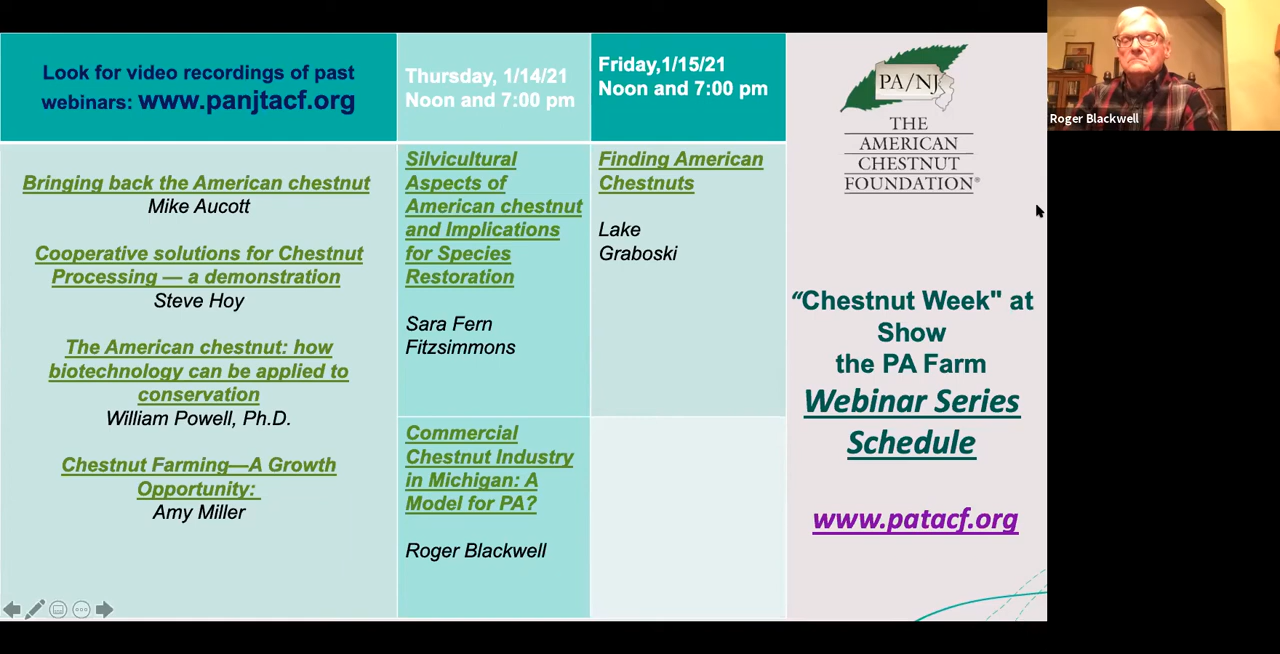 Look for video recordings of past
webinars: www.panjtacf.org
Bringing back the American chestnut
Mike Aucott
Cooperative solutions for Chestnut
Processing — a demonstration
Steve Hoy
The American chestnut: how
biotechnology can be applied to
conservation
William Powell, Ph.D.
Chestnut Farming—A Growth
Opportunity:
Amy Miller
Thursday, 1/14/21
Noon and 7:00 pm
Silvicultural
Aspects of
American chestnut
and Implications
for Species
Restoration
Sara Fern
Fitzsimmons
Commercial
Chestnut Industry
in Michigan: A
Model for PA?
Roger Blackwell
Friday,1/15/21
Noon and 7:00 pm
Finding American
Chestnuts
Lake
Graboski
PA/NJ
THE
AMERICAN
CHESTNUT
FOUNDATION®
“Chestnut Week" at
Show
the PA Farm
Webinar Series
Schedule
www.patacf.org
Roger Blackwell